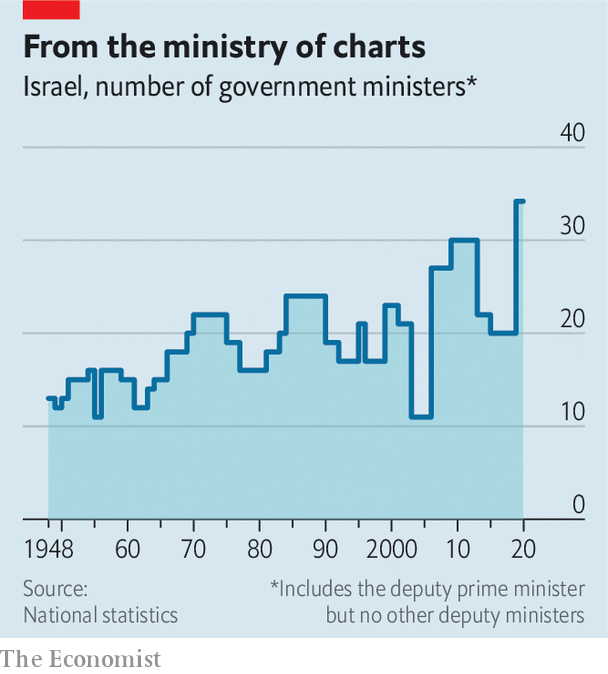 From the ministry of charts
Israel, number of government ministers*
40
30
20
10
0
1948 60 70 80 90 2000 10 20
Source:
National statistics
*Includes the deputy prime minister
but no other deputy ministers
The Economist